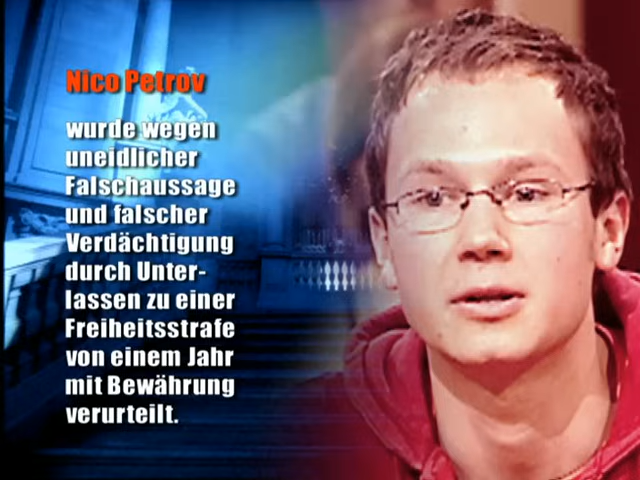 Nico Petrov
wurde wegen
uneidlicher
Falschaussage
und falscher
Verdächtigung
durch Unter-
lassen zu einer
Freiheitsstrafe
von einem Jahr
mit Bewährung
verurteilt.